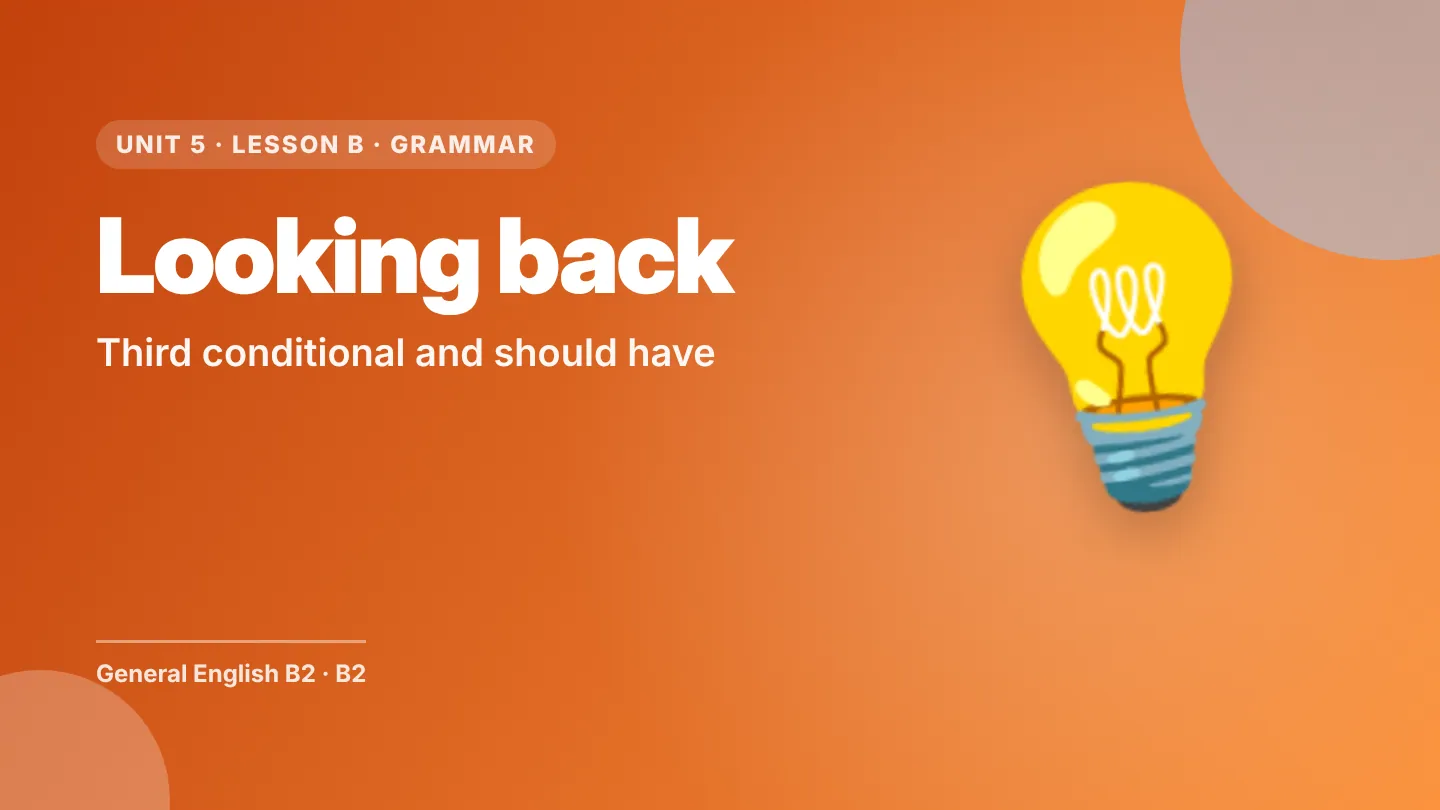 UNIT 5 · LESSON B · GRAMMAR
Looking back
Third conditional and should have
General English B2 · B2